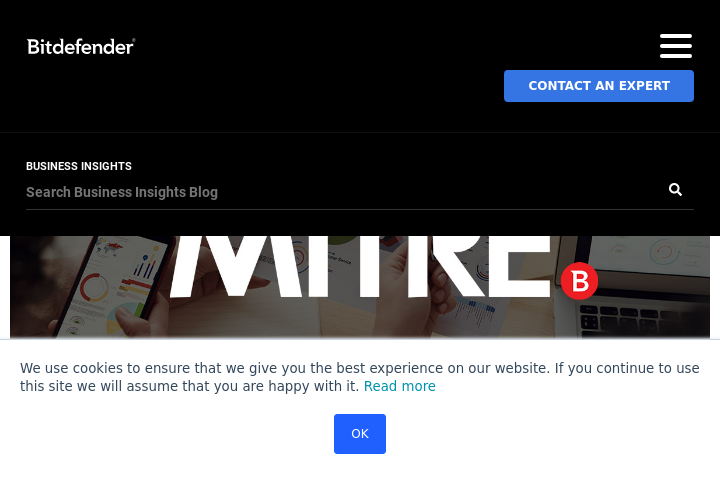 Bitdefender®
CONTACT AN EXPERT
BUSINESS INSIGHTS
Search Business Insights Blog
MITRE
B
We use cookies to ensure that we give you the best experience on our website. If you continue to use
this site we will assume that you are happy with it. Read more
OK